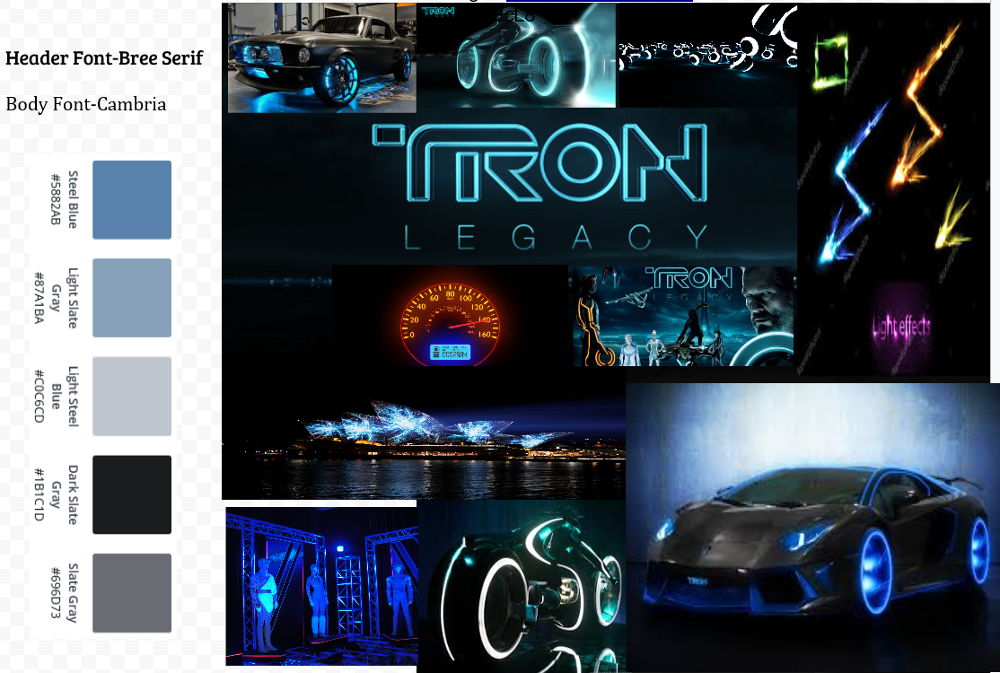 Header Font-Bree Serif
Body Font-Cambria
Steel Blue
#5882AB
Light Slate
Gray
#87A1BA
Light Steel
Blue
#C0C6CD
Dark Slate
Gray
#1B1C1D
Slate Gray
#696D73
TRON
TRON
LEGACY
0 20 40 60 80 100 120 140 160
TRON
LEGACY
Light effects
TRON